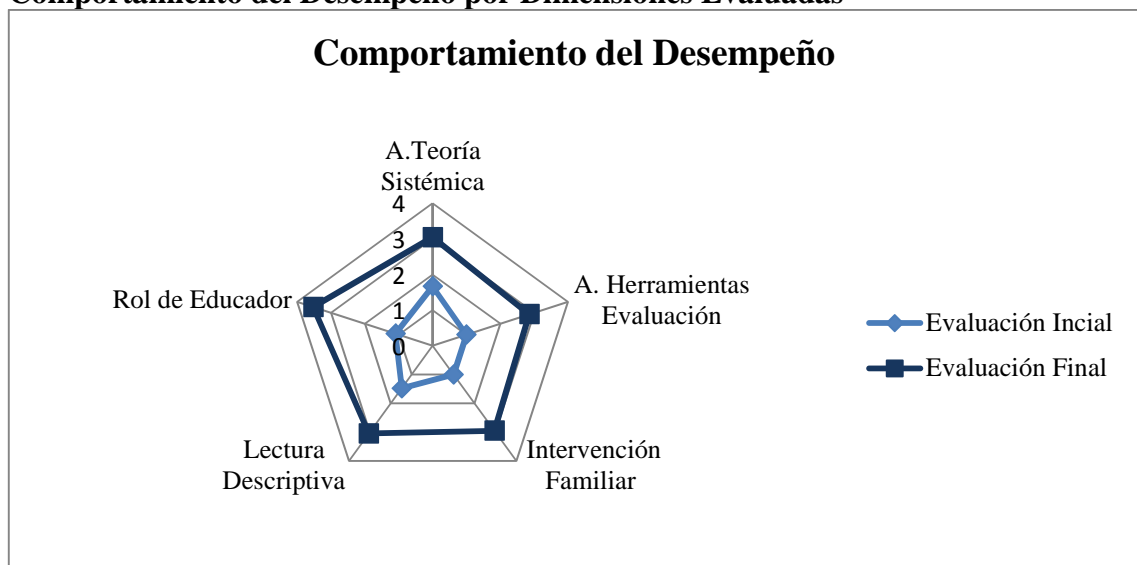 Comportamiento del Desempeño por Dimensiones Evaluadas
Comportamiento del Desempeño
A.Teoría
Sistémica
4
3
2
1
0
A. Herramientas
Evaluación
Intervención
Familiar
Lectura
Descriptiva
Rol de Educador
Evaluación Incial
Evaluación Final